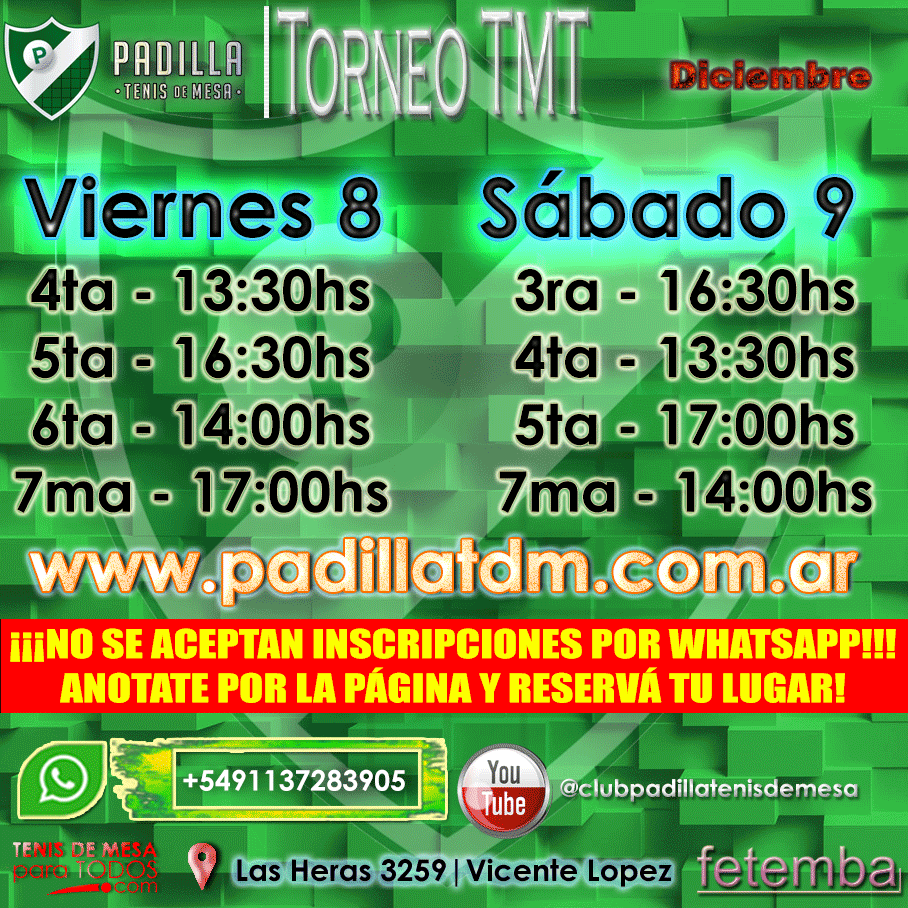 P
PADILLA
· TENIS DE MESA ·
TORNEO TMT
Diciembre
Viernes 8
4ta - 13:30hs
5ta - 16:30hs
6ta - 14:00hs
7ma - 17:00hs
Sábado 9
3ra - 16:30hs
4ta - 13:30hs
5ta - 17:00hs
7ma - 14:00hs
www.padillatdm.com.ar
¡¡¡NO SE ACEPTAN INSCRIPCIONES POR WHATSAPP!!!
ANOTATE POR LA PÁGINA Y RESERVÁ TU LUGAR!
+5491137283905
You
Tube
@clubpadillatenisdemesa
TENIS DE MESA
para TODOS
.com
Las Heras 3259|Vicente Lopez
fetemba